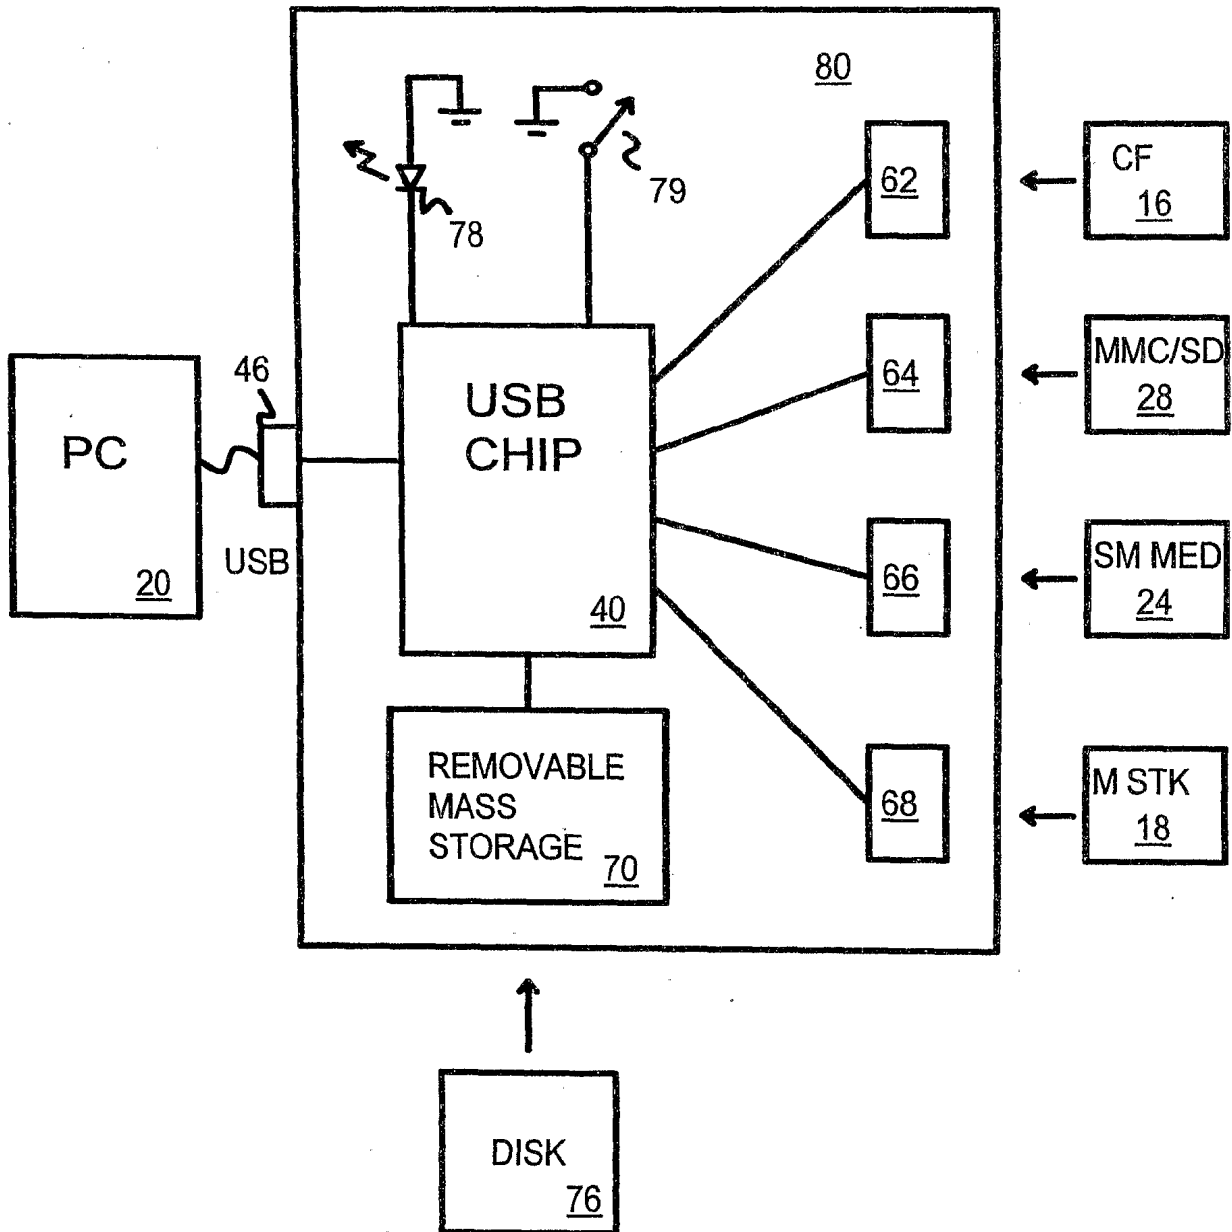 80
62
CF
16
78
79
64
MMC/SD
28
46
PC
20
USB
USB
CHIP
40
66
SM MED
24
REMOVABLE
MASS
STORAGE
70
68
M STK
18
DISK
76